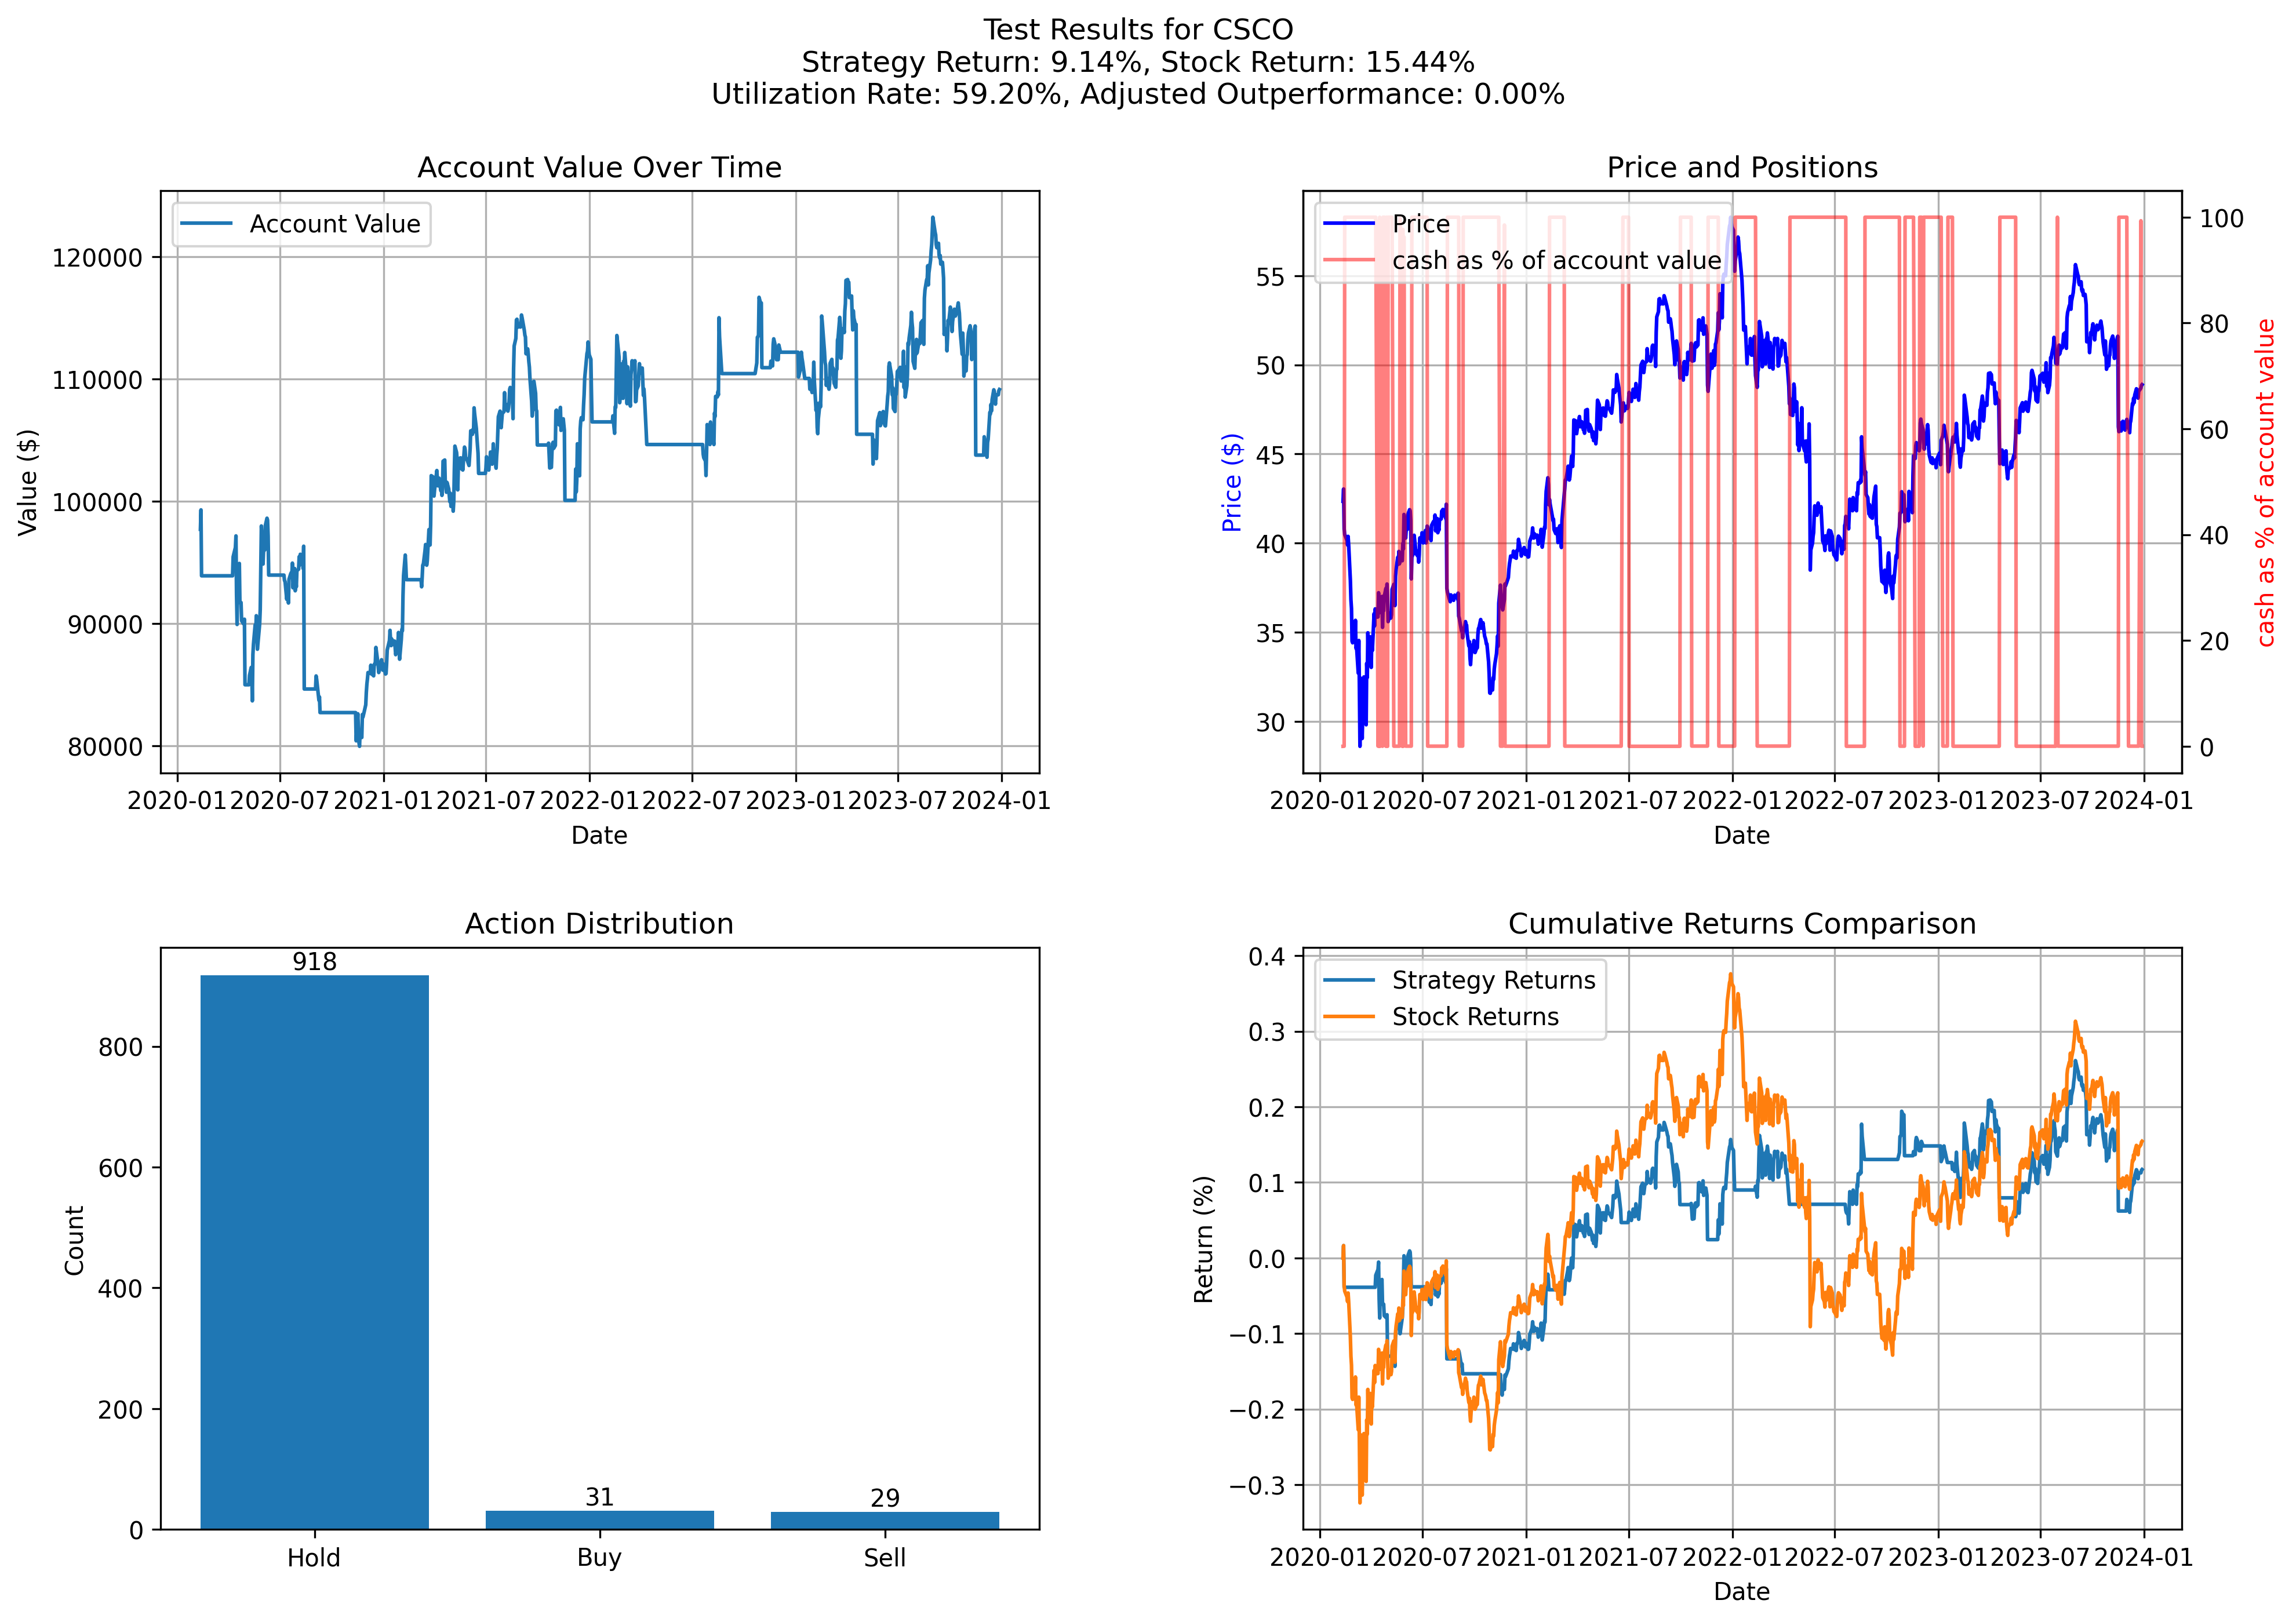 Test Results for CSCO
Strategy Return: 9.14%, Stock Return: 15.44%
Utilization Rate: 59.20%, Adjusted Outperformance: 0.00%
Account Value Over Time
Account Value
120000
110000
100000
90000
80000
Value ($)
2020-01 2020-07 2021-01 2021-07 2022-01 2022-07 2023-01 2023-07 2024-01
Date
Price and Positions
Price
cash as % of account value
55
50
45
40
35
30
Price ($)
100
80
60
40
20
0
cash as % of account value
2020-01 2020-07 2021-01 2021-07 2022-01 2022-07 2023-01 2023-07 2024-01
Date
Action Distribution
918
31
29
800
600
400
200
0
Count
Hold Buy Sell
Cumulative Returns Comparison
Strategy Returns
Stock Returns
0.4
0.3
0.2
0.1
0.0
−0.1
−0.2
−0.3
Return (%)
2020-01 2020-07 2021-01 2021-07 2022-01 2022-07 2023-01 2023-07 2024-01
Date